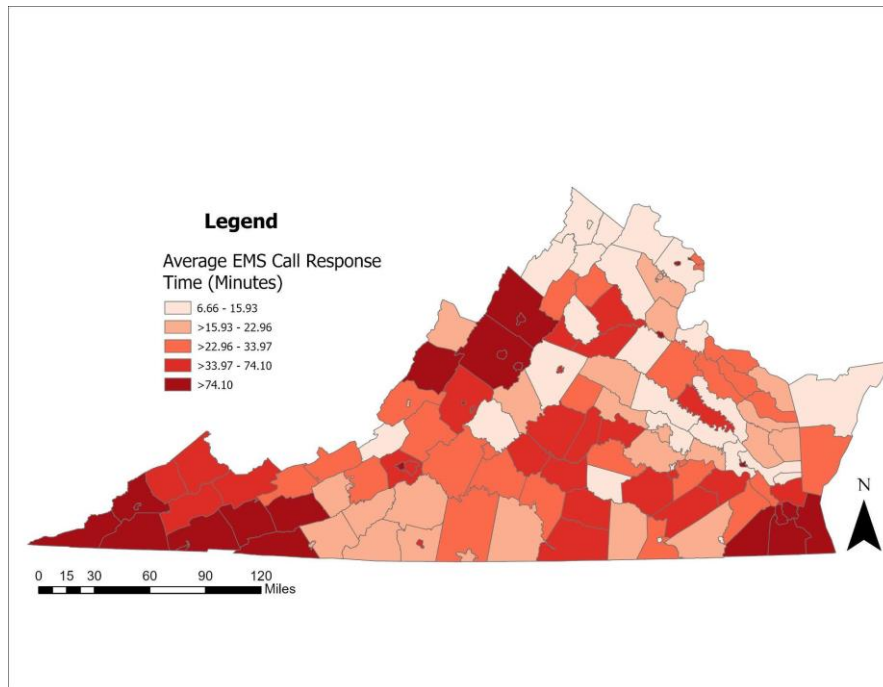 Legend
Average EMS Call Response
Time (Minutes)
6.66 - 15.93
>15.93 - 22.96
>22.96 - 33.97
>33.97 - 74.10
>74.10
N
0 15 30 60 90 120
Miles